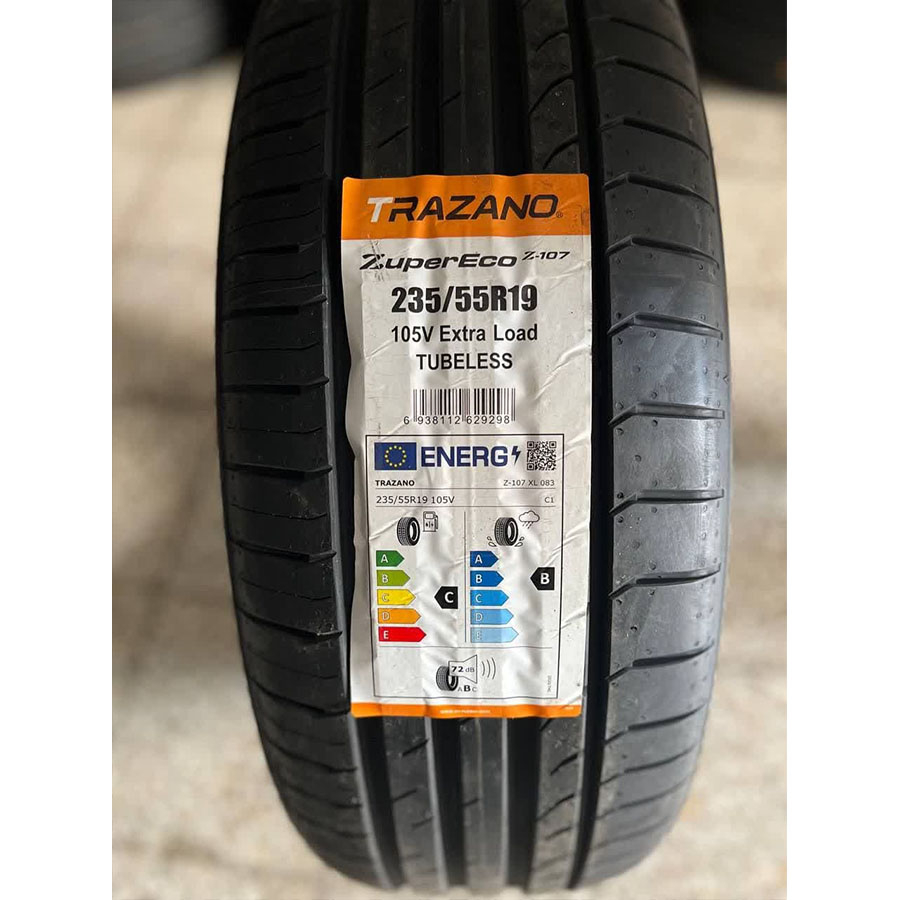 TRAZANO®
ZuperEco Z-107
235/55R19
105V Extra Load
TUBELESS
6 938112 629298
ENERG
TRAZANO Z-107 XL 083
235/55R19 105V C1
A A
B B B
C C C
D D
E E
72 dB
ABC